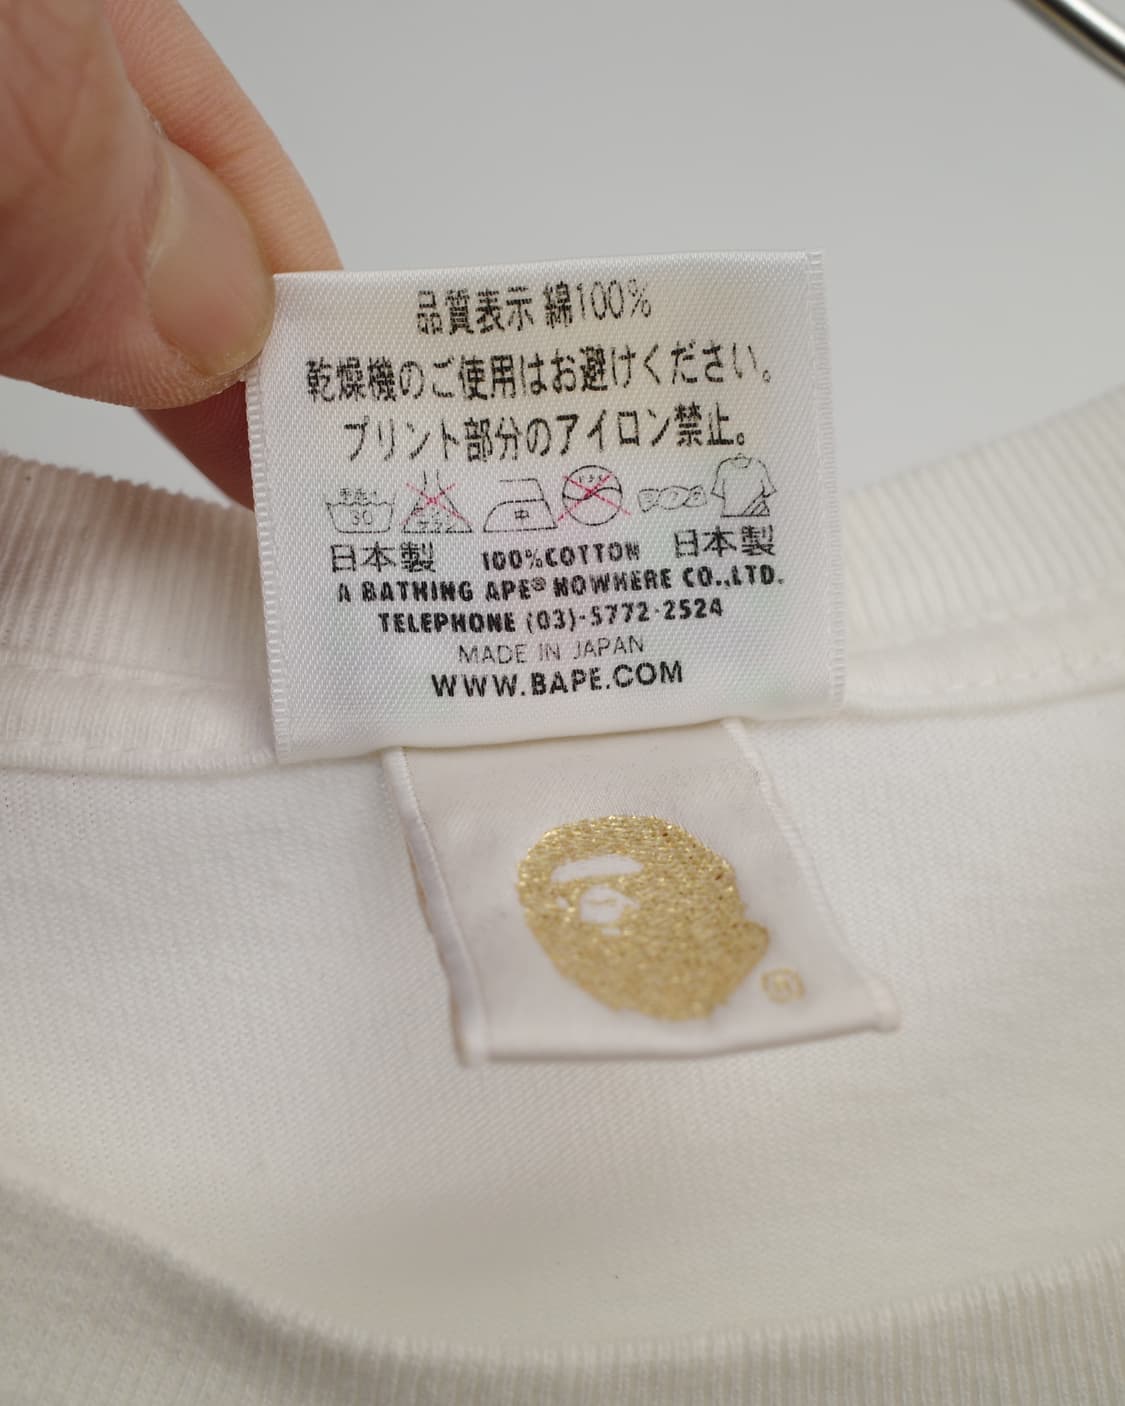 品質表示 綿100%
乾燥機のご使用はお避けください。
プリント部分のアイロン禁止。
30 中
日本製 100%COTTON 日本製
A BATHING APE® NOWHERE CO.,LTD.
TELEPHONE (03)-5772-2524
MADE IN JAPAN
WWW.BAPE.COM